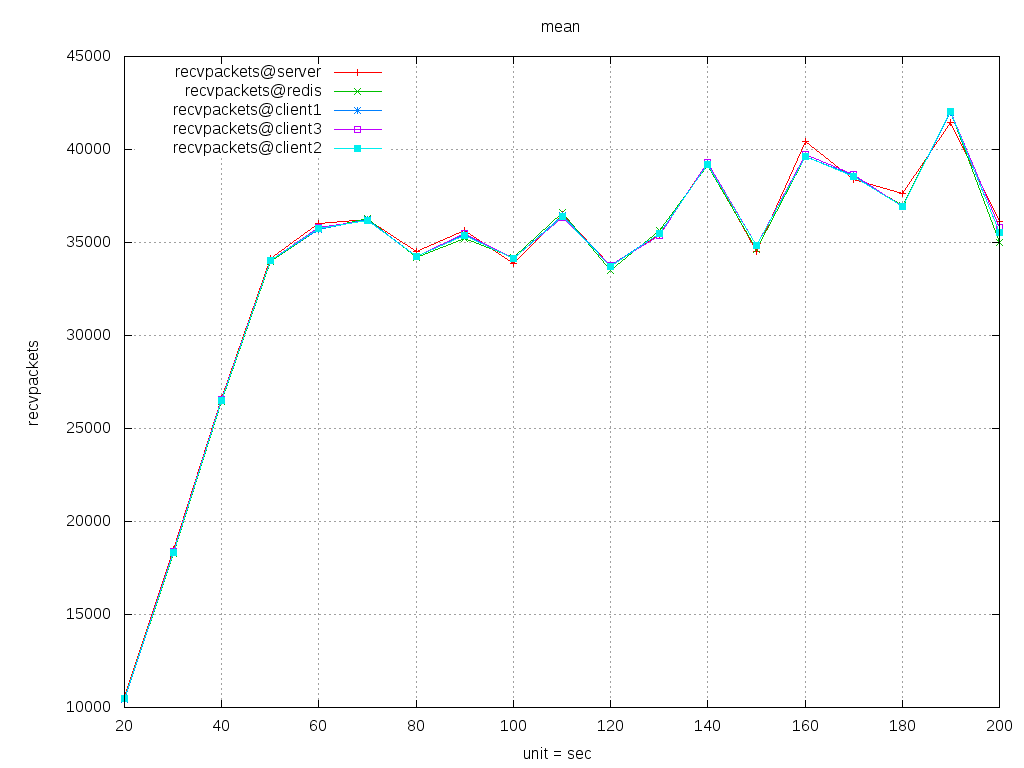 mean
45000
40000
35000
30000
25000
20000
15000
10000
recvpackets
recvpackets@server
recvpackets@redis
recvpackets@client1
recvpackets@client3
recvpackets@client2
20 40 60 80 100 120 140 160 180 200
unit = sec